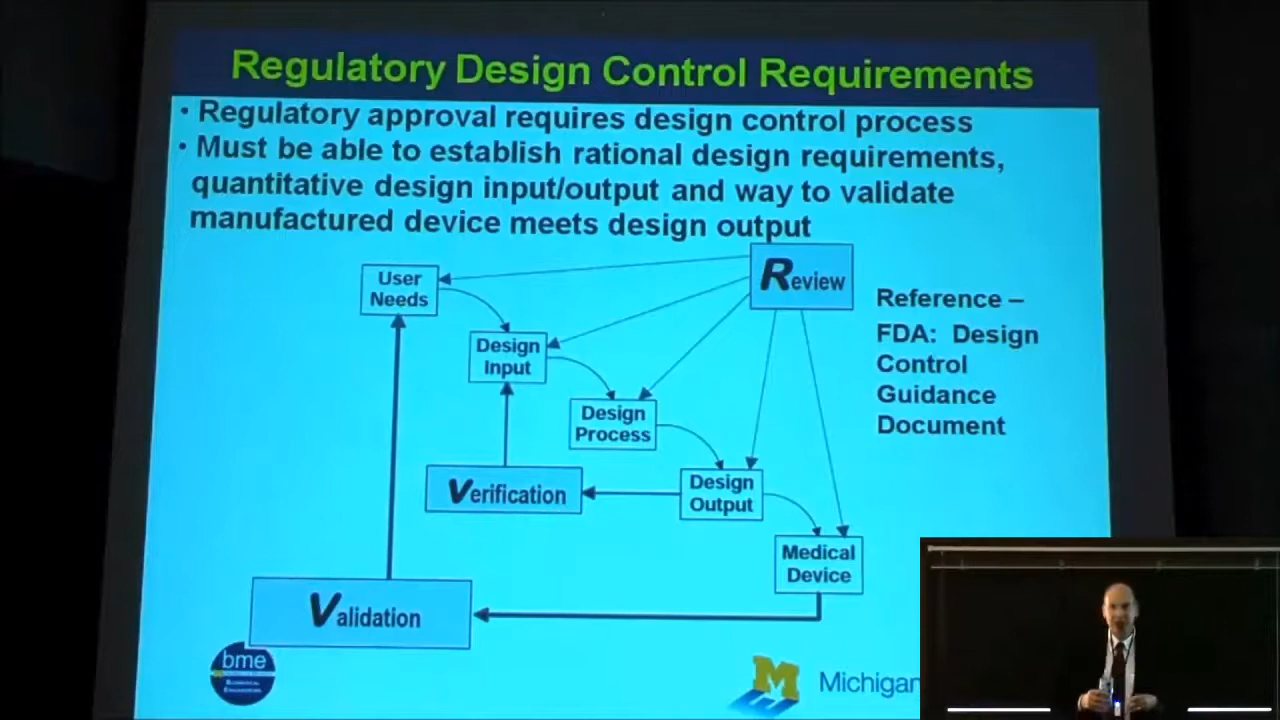 Regulatory Design Control Requirements
• Regulatory approval requires design control process
• Must be able to establish rational design requirements,
quantitative design input/output and way to validate
manufactured device meets design output
Review
User
Needs
Reference –
FDA: Design
Control
Guidance
Document
Design
Input
Design
Process
Design
Output
Verification
Medical
Device
Validation
bme
M
Michigan